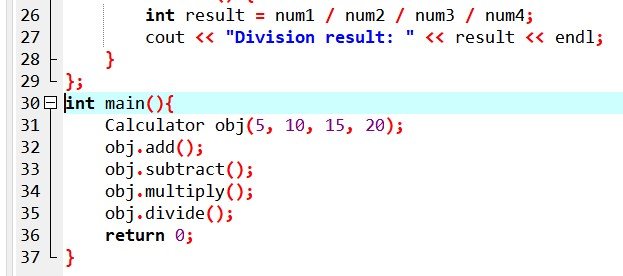 26 int result = num1 / num2 / num3 / num4;
27 cout << "Division result: " << result << endl;
28 }
29 };
30 int main(){
31 Calculator obj(5, 10, 15, 20);
32 obj.add();
33 obj.subtract();
34 obj.multiply();
35 obj.divide();
36 return 0;
37 }